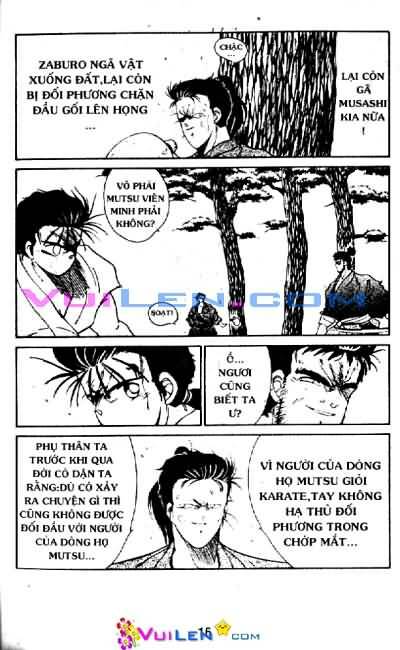 ZABURO NGÃ VẬT
XUỐNG ĐẤT,LẠI CÒN
BỊ ĐỐI PHƯƠNG CHẶN
ĐẦU GỐI LÊN HỌNG
...
CHẬC
...
LẠI CÒN
GÃ
MUSASHI
KIA NỮA
!
VÔ PHÁI
MUTSU VIÊN
MINH PHẢI
KHÔNG?
SOẠT!
VUILEN.COM
Ồ...
NGƯƠI
CŨNG
BIẾT TA
Ư?
PHỤ THÂN TA
TRƯỚC KHI QUA
ĐỜI CÓ DẶN TA
RẰNG:DÙ CÓ XẢY
RA CHUYỆN GÌ THÌ
CŨNG KHÔNG ĐƯỢC
ĐỐI ĐẦU VỚI NGƯỜI
CỦA DÒNG HỌ
MUTSU...
VÌ NGƯỜI CỦA DÒNG
HỌ MUTSU GIỎI
KARATE,TAY KHÔNG
HẠ THỦ ĐỐI
PHƯƠNG TRONG
CHỚP MẮT...
15
VUILEN.COM